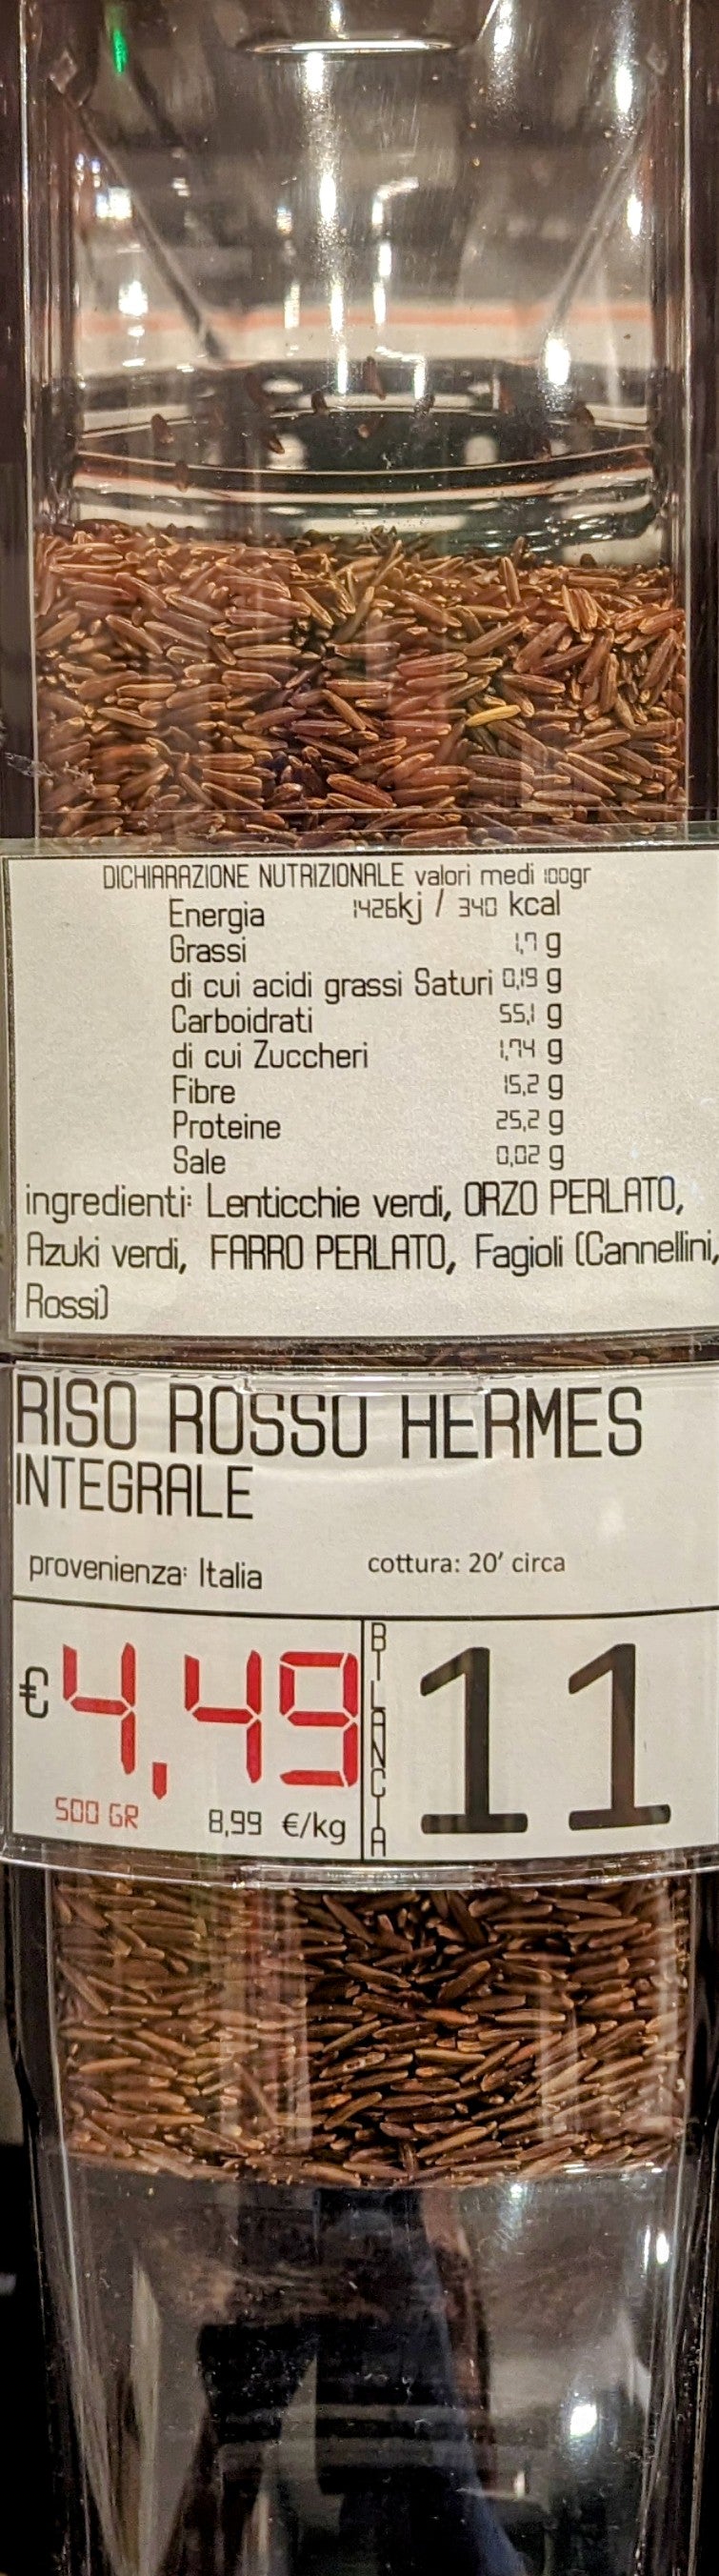 DICHIARAZIONE NUTRIZIONALE valori medi 100gr
Energia 1426kj / 340 kcal
Grassi 1,7 g
di cui acidi grassi Saturi 0,19 g
Carboidrati 55,1 g
di cui Zuccheri 1,74 g
Fibre 15,2 g
Proteine 25,2 g
Sale 0,02 g
ingredienti: Lenticchie verdi, ORZO PERLATO,
Azuki verdi, FARRO PERLATO, Fagioli (Cannellini,
Rossi)
RISO ROSSO HERMES
INTEGRALE
provenienza: Italia cottura: 20' circa
€ 4,49
500 GR 8,99 €/kg
BILANCIA
11